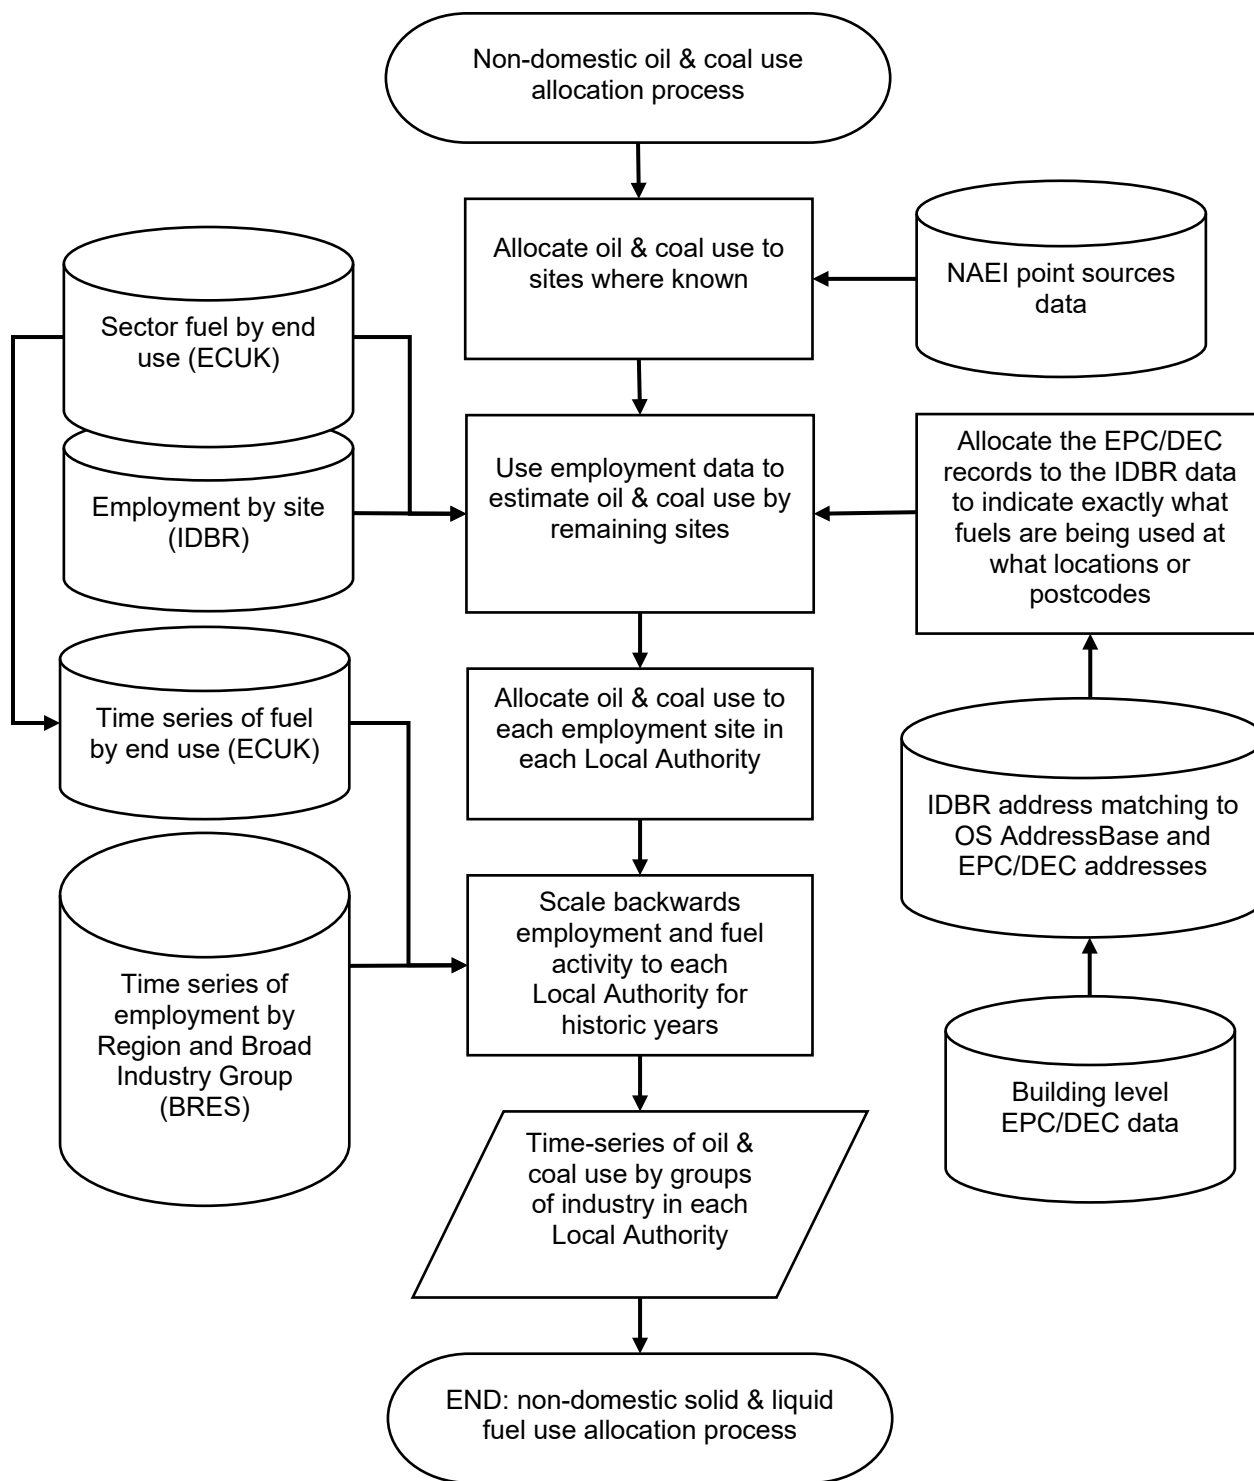 Non-domestic oil & coal use
allocation process
Allocate oil & coal use to
sites where known
NAEI point sources
data
Sector fuel by end
use (ECUK)
Employment by site
(IDBR)
Use employment data to
estimate oil & coal use by
remaining sites
Allocate the EPC/DEC
records to the IDBR data
to indicate exactly what
fuels are being used at
what locations or
postcodes
Time series of fuel
by end use (ECUK)
Allocate oil & coal use to
each employment site in
each Local Authority
IDBR address matching to
OS AddressBase and
EPC/DEC addresses
Time series of
employment by
Region and Broad
Industry Group
(BRES)
Scale backwards
employment and fuel
activity to each
Local Authority for
historic years
Building level
EPC/DEC data
Time-series of oil &
coal use by groups
of industry in each
Local Authority
END: non-domestic solid & liquid
fuel use allocation process